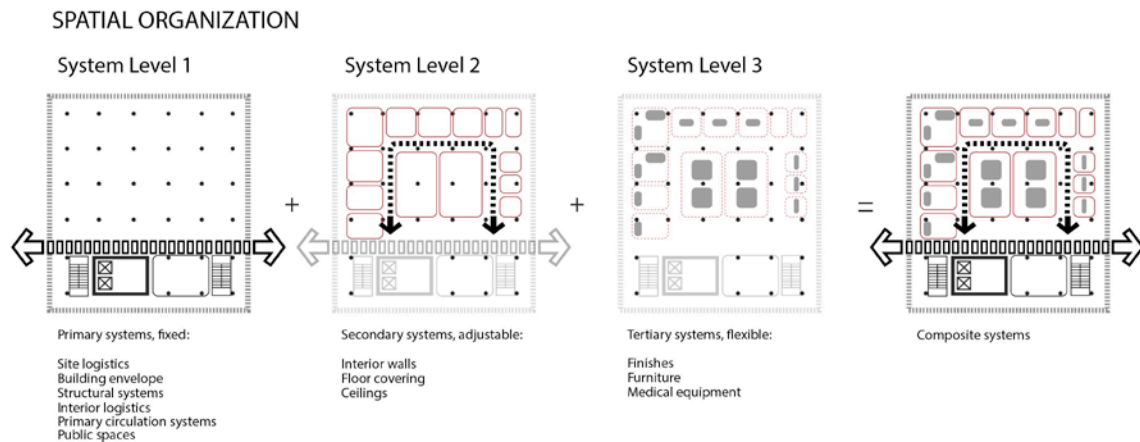 SPATIAL ORGANIZATION
System Level 1
System Level 2
System Level 3
+
+
=
Primary systems, fixed:
Site logistics
Building envelope
Structural systems
Interior logistics
Primary circulation systems
Public spaces
Secondary systems, adjustable:
Interior walls
Floor covering
Ceilings
Tertiary systems, flexible:
Finishes
Furniture
Medical equipment
Composite systems